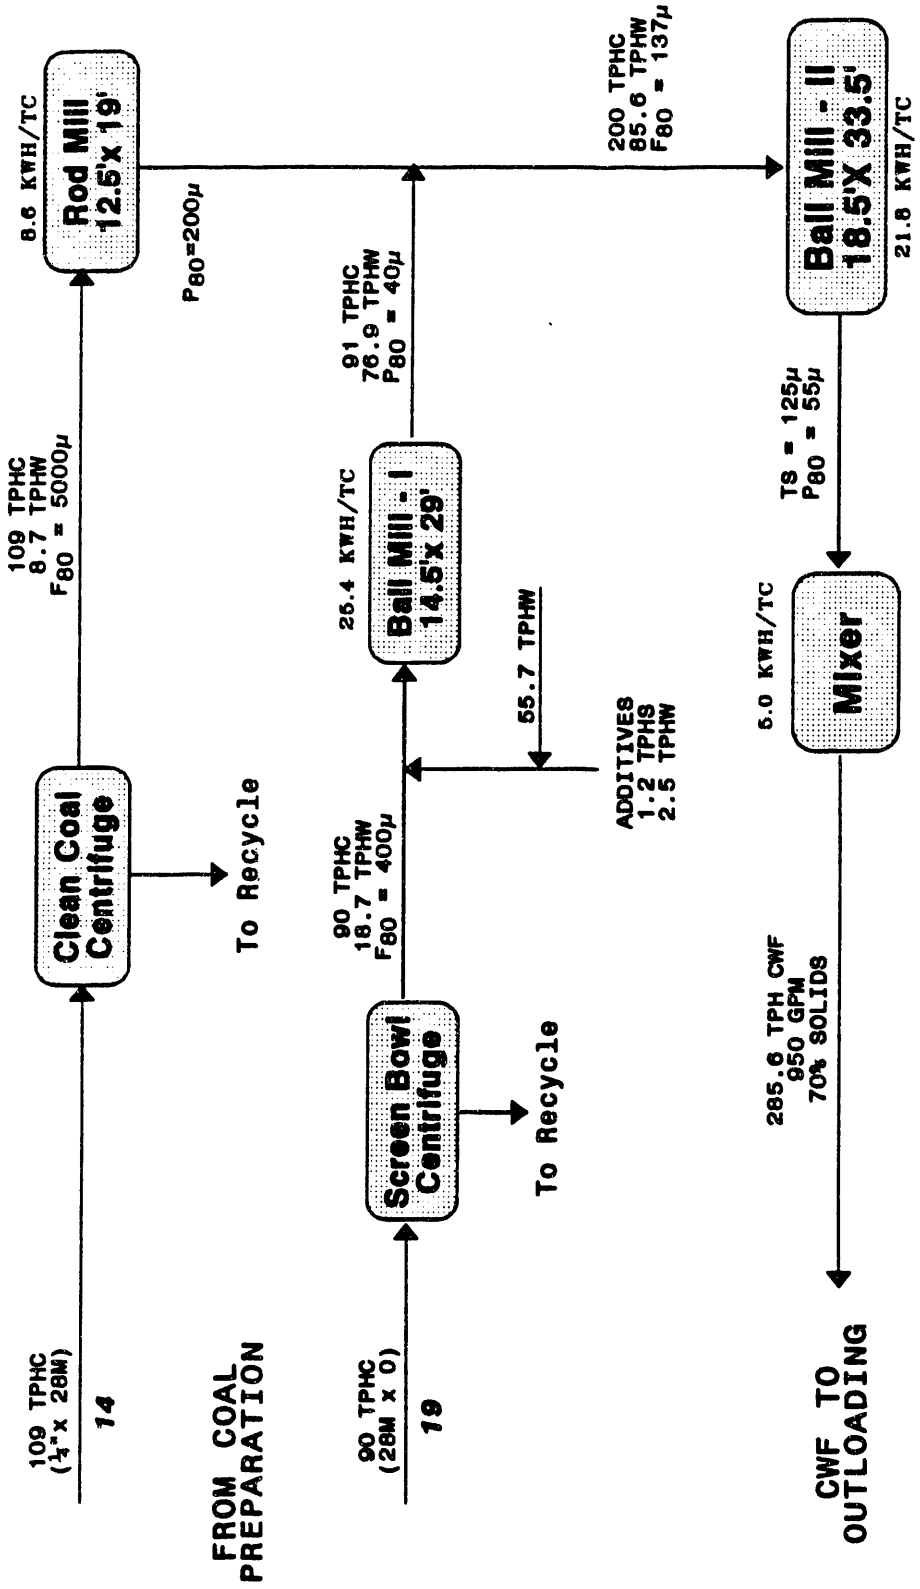 109 TPHC
(¼"x 28M)
14
Clean Coal
Centrifuge
To Recycle
109 TPHC
8.7 TPHW
F80 = 5000µ
8.6 KWH/TC
Rod Mill
12.5'x 19'
P80=200µ
FROM COAL
PREPARATION
90 TPHC
(28M x 0)
19
Screen Bowl
Centrifuge
To Recycle
90 TPHC
18.7 TPHW
F80 = 400µ
55.7 TPHW
ADDITIVES
1.2 TPHS
2.5 TPHW
25.4 KWH/TC
Ball Mill - I
14.5'x 29'
91 TPHC
76.9 TPHW
P80 = 40µ
200 TPHC
85.6 TPHW
F80 = 137µ
Ball Mill - II
18.5'X 33.5'
21.8 KWH/TC
TS = 125µ
P80 = 55µ
5.0 KWH/TC
Mixer
285.6 TPH CWF
950 GPM
70% SOLIDS
CWF TO
OUTLOADING